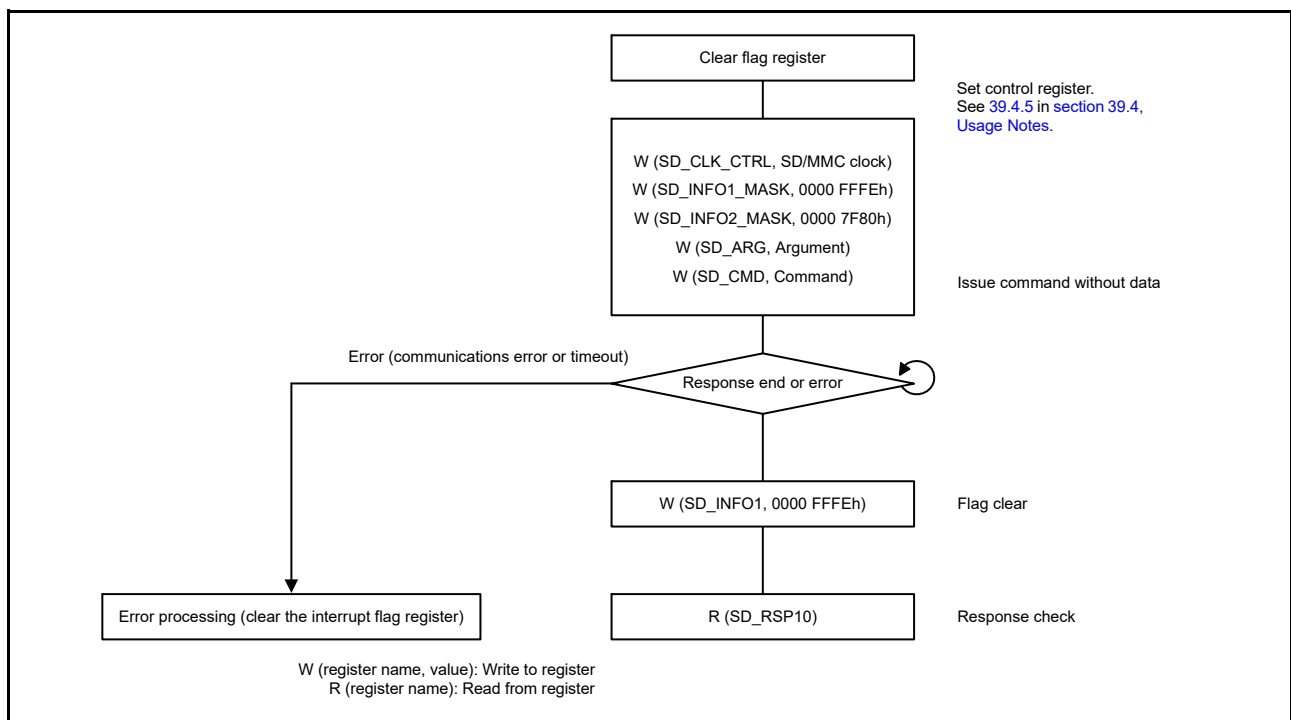 Clear flag register
Set control register.
See 39.4.5 in section 39.4,
Usage Notes.
W (SD_CLK_CTRL, SD/MMC clock)
W (SD_INFO1_MASK, 0000 FFFEh)
W (SD_INFO2_MASK, 0000 7F80h)
W (SD_ARG, Argument)
W (SD_CMD, Command)
Issue command without data
Error (communications error or timeout)
Response end or error
W (SD_INFO1, 0000 FFFEh)
Flag clear
Error processing (clear the interrupt flag register)
R (SD_RSP10)
Response check
W (register name, value): Write to register
R (register name): Read from register